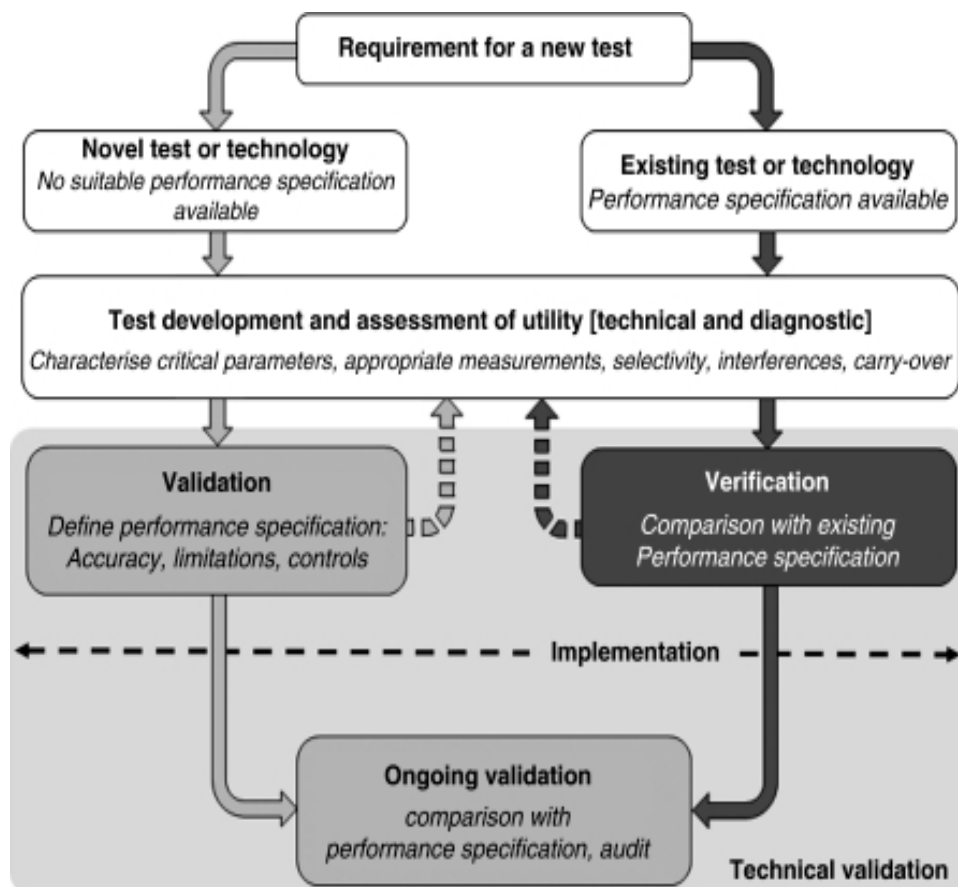 Requirement for a new test
Novel test or technology
No suitable performance specification
available
Existing test or technology
Performance specification available
Test development and assessment of utility [technical and diagnostic]
Characterise critical parameters, appropriate measurements, selectivity, interferences, carry-over
Validation
Define performance specification:
Accuracy, limitations, controls
Verification
Comparison with existing
Performance specification
Implementation
Ongoing validation
comparison with
performance specification, audit
Technical validation